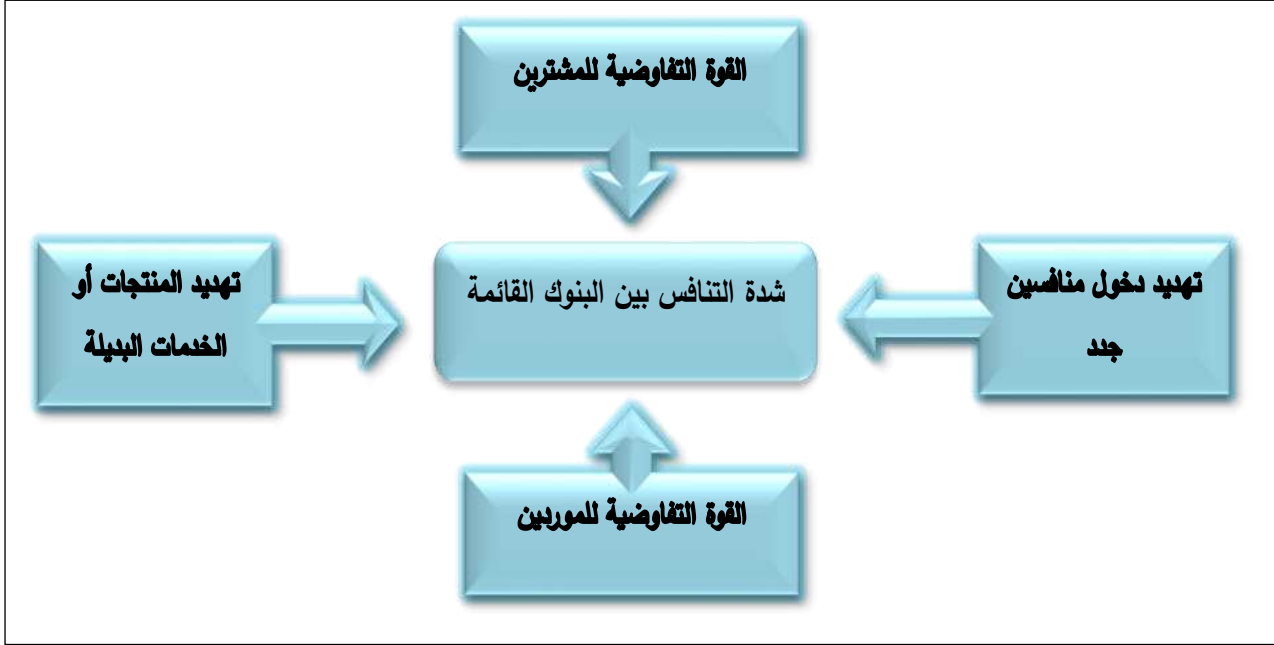 القوة التفاوضية للمشترين
تهديد دخول منافسين
جدد
شدة التنافس بين البنوك القائمة
تهديد المنتجات أو
الخدمات البديلة
القوة التفاوضية للموردين